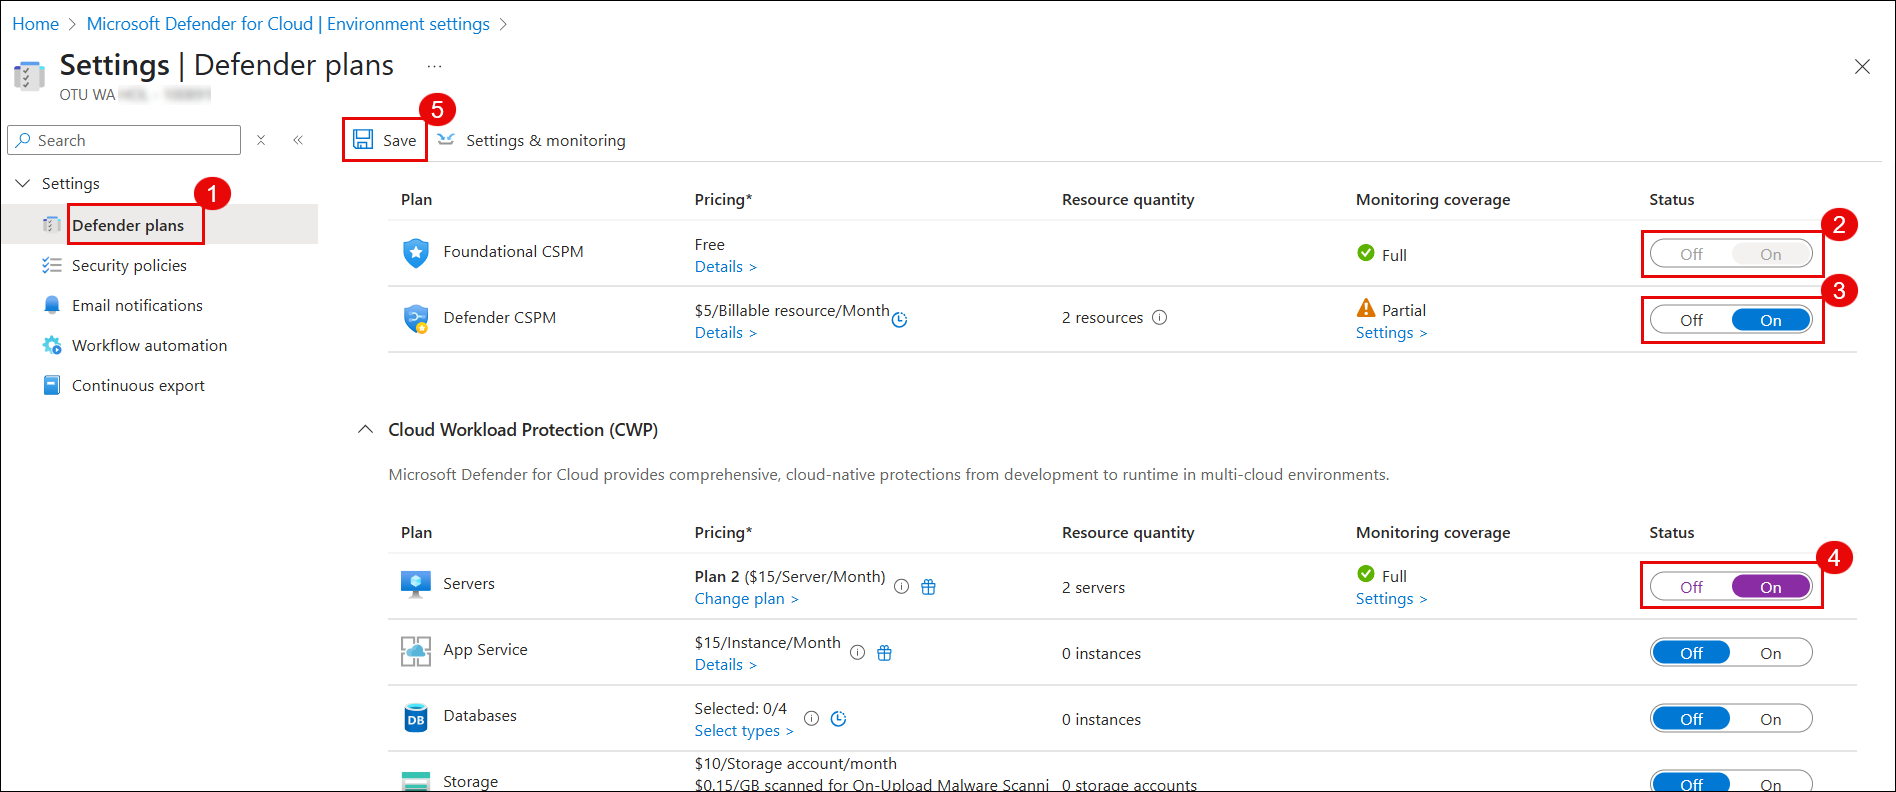 Home > Microsoft Defender for Cloud | Environment settings >
Settings | Defender plans ...
OTU WA
Search
Settings
1
Defender plans
Security policies
Email notifications
Workflow automation
Continuous export
5
Save Settings & monitoring
Plan Pricing* Resource quantity Monitoring coverage Status
2
Foundational CSPM Free Full Off On
Details >
3
Defender CSPM $5/Billable resource/Month 2 resources Partial Off On
Details > Settings >
Cloud Workload Protection (CWP)
Microsoft Defender for Cloud provides comprehensive, cloud-native protections from development to runtime in multi-cloud environments.
Plan Pricing* Resource quantity Monitoring coverage Status
4
Servers Plan 2 ($15/Server/Month) 2 servers Full Off On
Change plan > Settings >
App Service $15/Instance/Month 0 instances Off On
Details >
DB Databases Selected: 0/4 0 instances Off On
Select types >
$10/Storage account/month
Storage $0.15/GB scanned for On-Upload Malware Scanni 0 storage accounts Off On